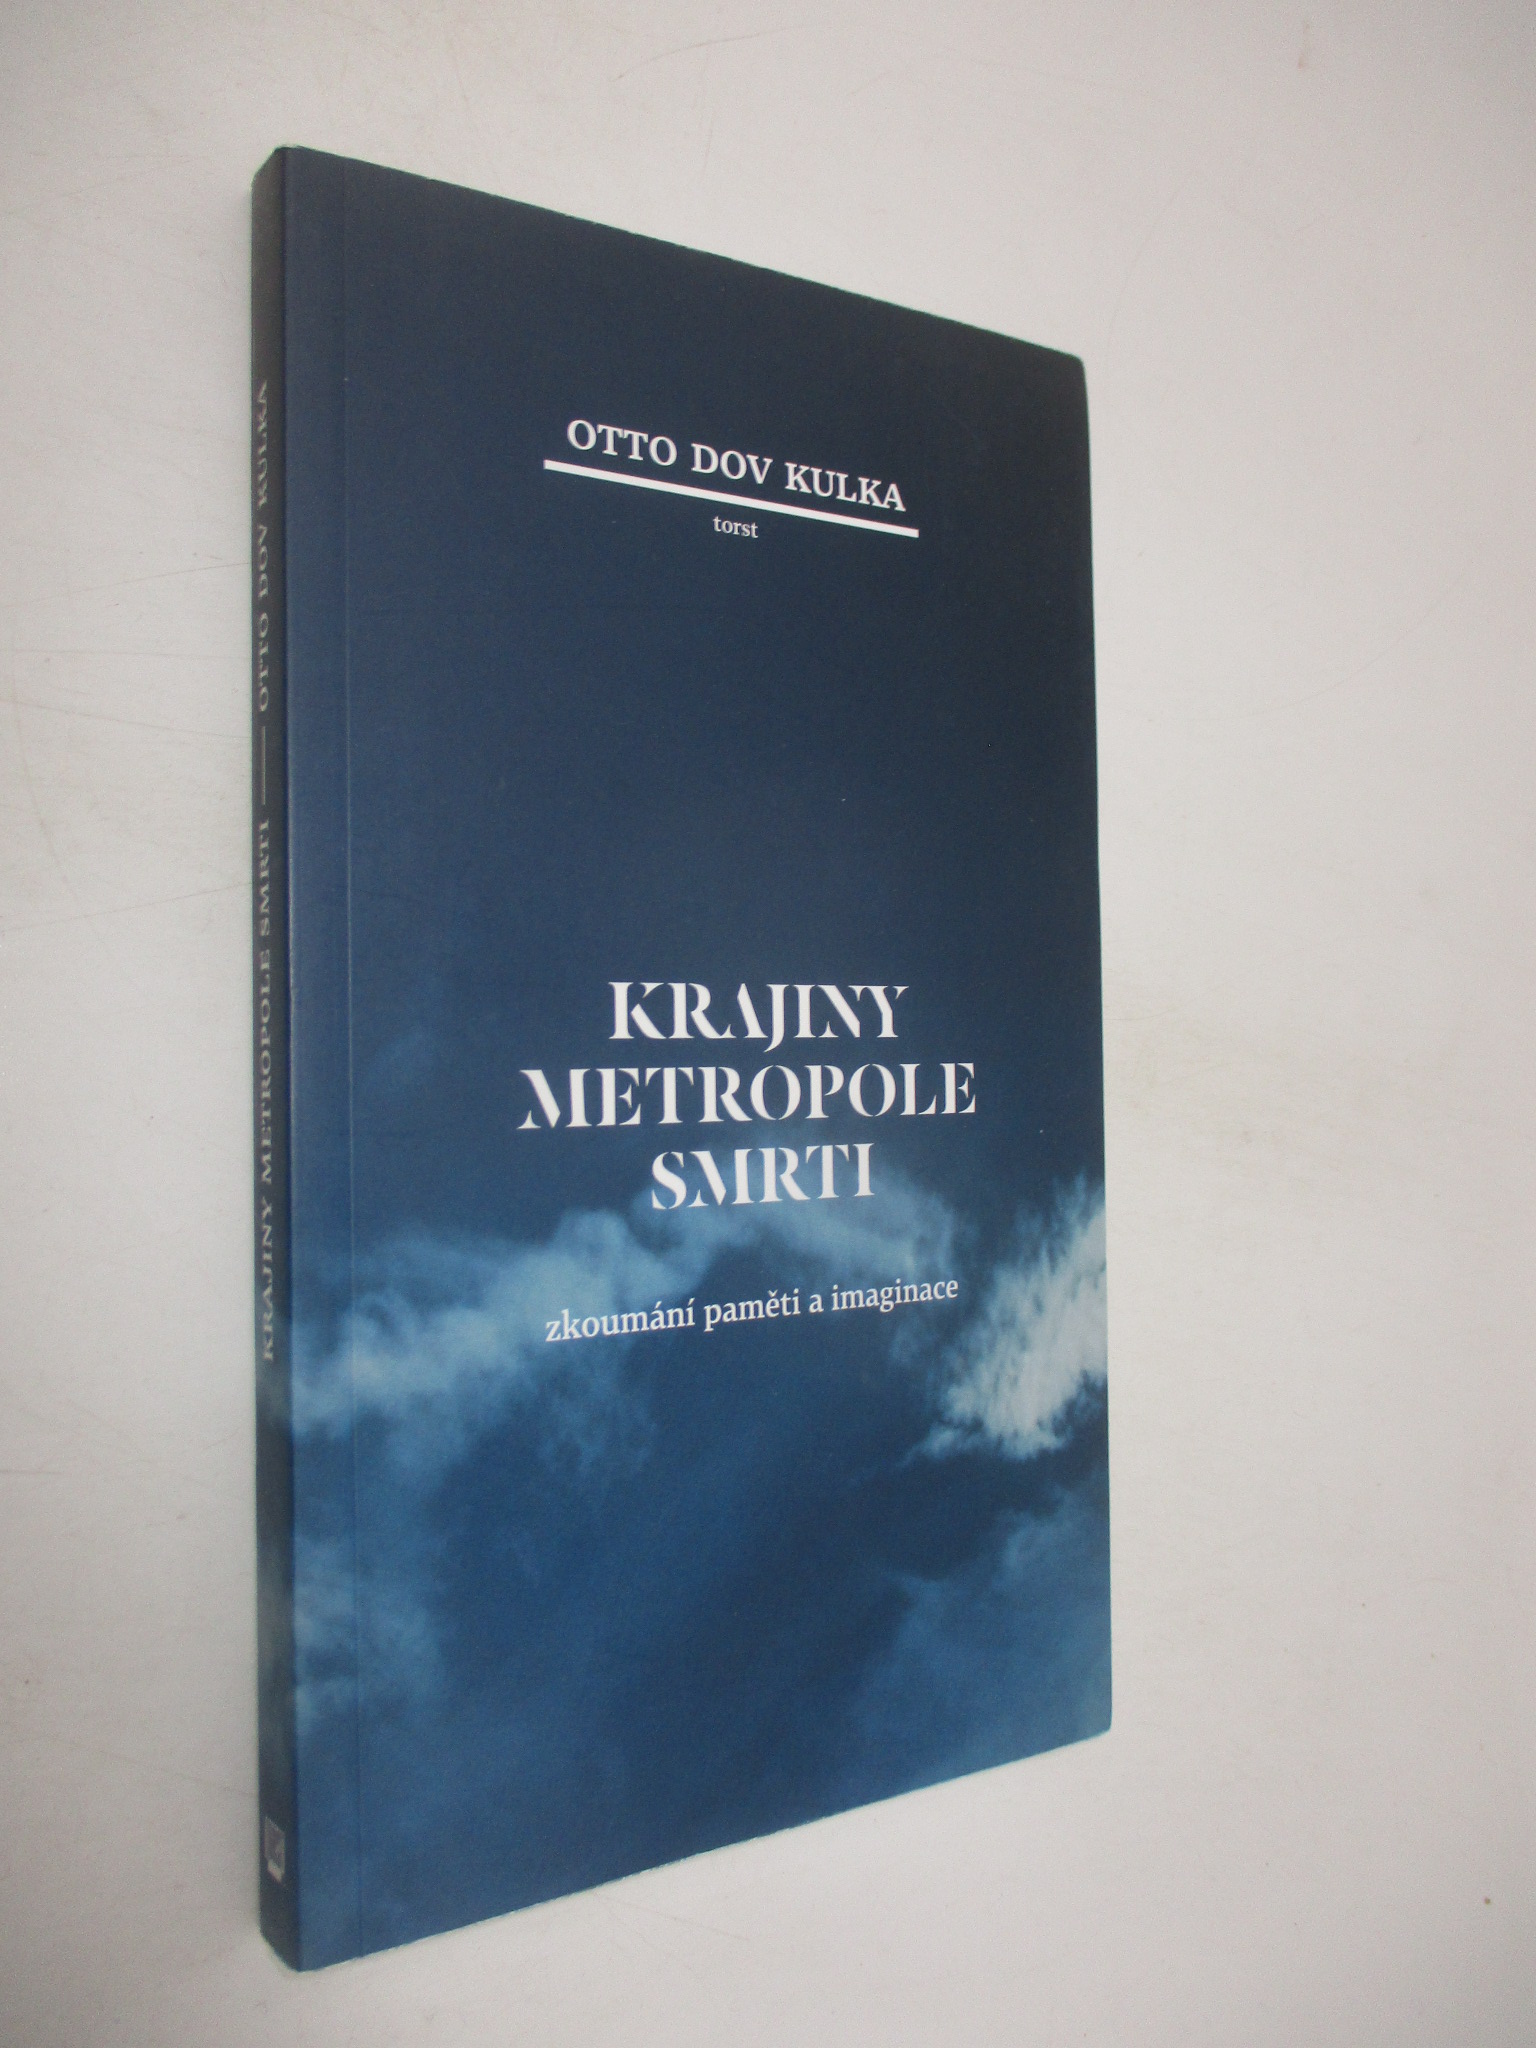 OTTO DOV KULKA
torst
KRAJINY
METROPOLE
SMRTI
zkoumání paměti a imaginace
KRAJINY METROPOLE SMRTI — OTTO DOV KULKA